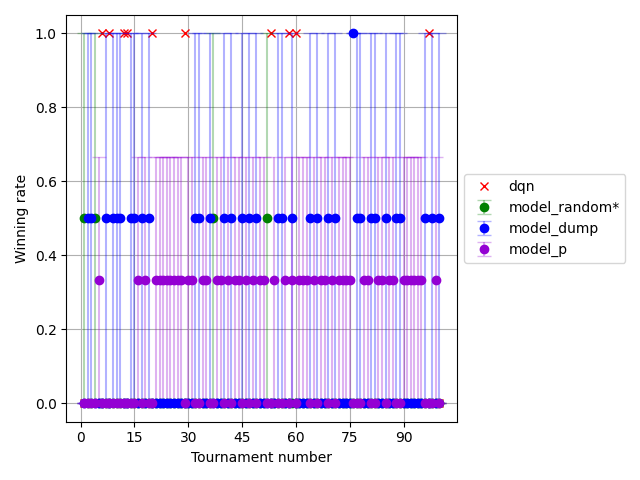 1.0
0.8
0.6
0.4
0.2
0.0
Winning rate
0 15 30 45 60 75 90
Tournament number
dqn
model_random*
model_dump
model_p